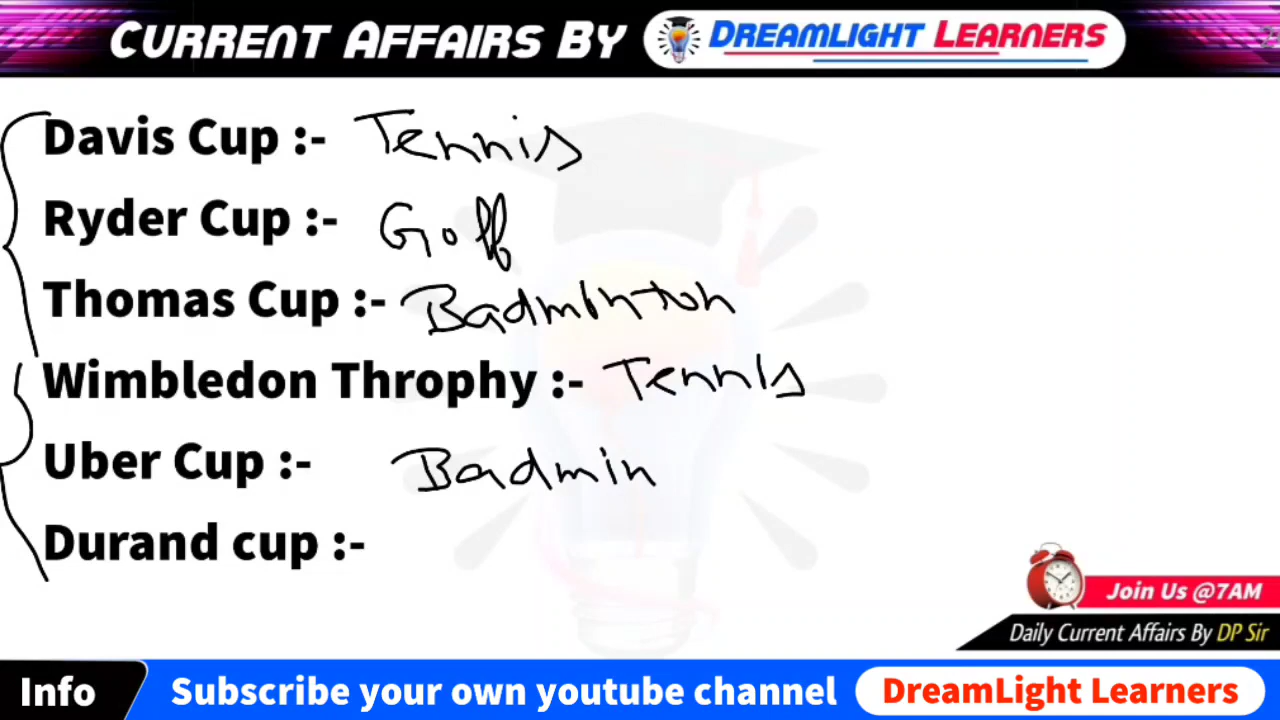 CURRENT AFFAIRS BY DREAMLIGHT LEARNERS
Davis Cup :- Tennis
Ryder Cup :- Golf
Thomas Cup :- Badminton
Wimbledon Throphy :- Tennis
Uber Cup :- Badmin
Durand cup :-
Join Us @7AM
Daily Current Affairs By DP Sir
Info Subscribe your own youtube channel DreamLight Learners